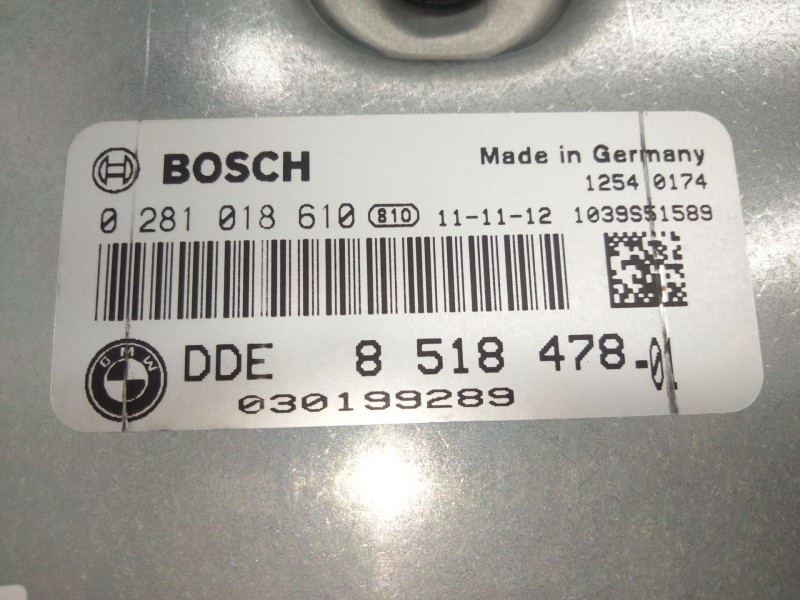 BOSCH
Made in Germany
1254 0174
0 281 018 610 810 11-11-12 1039S51589
BMW
DDE 8 518 478-01
030199289